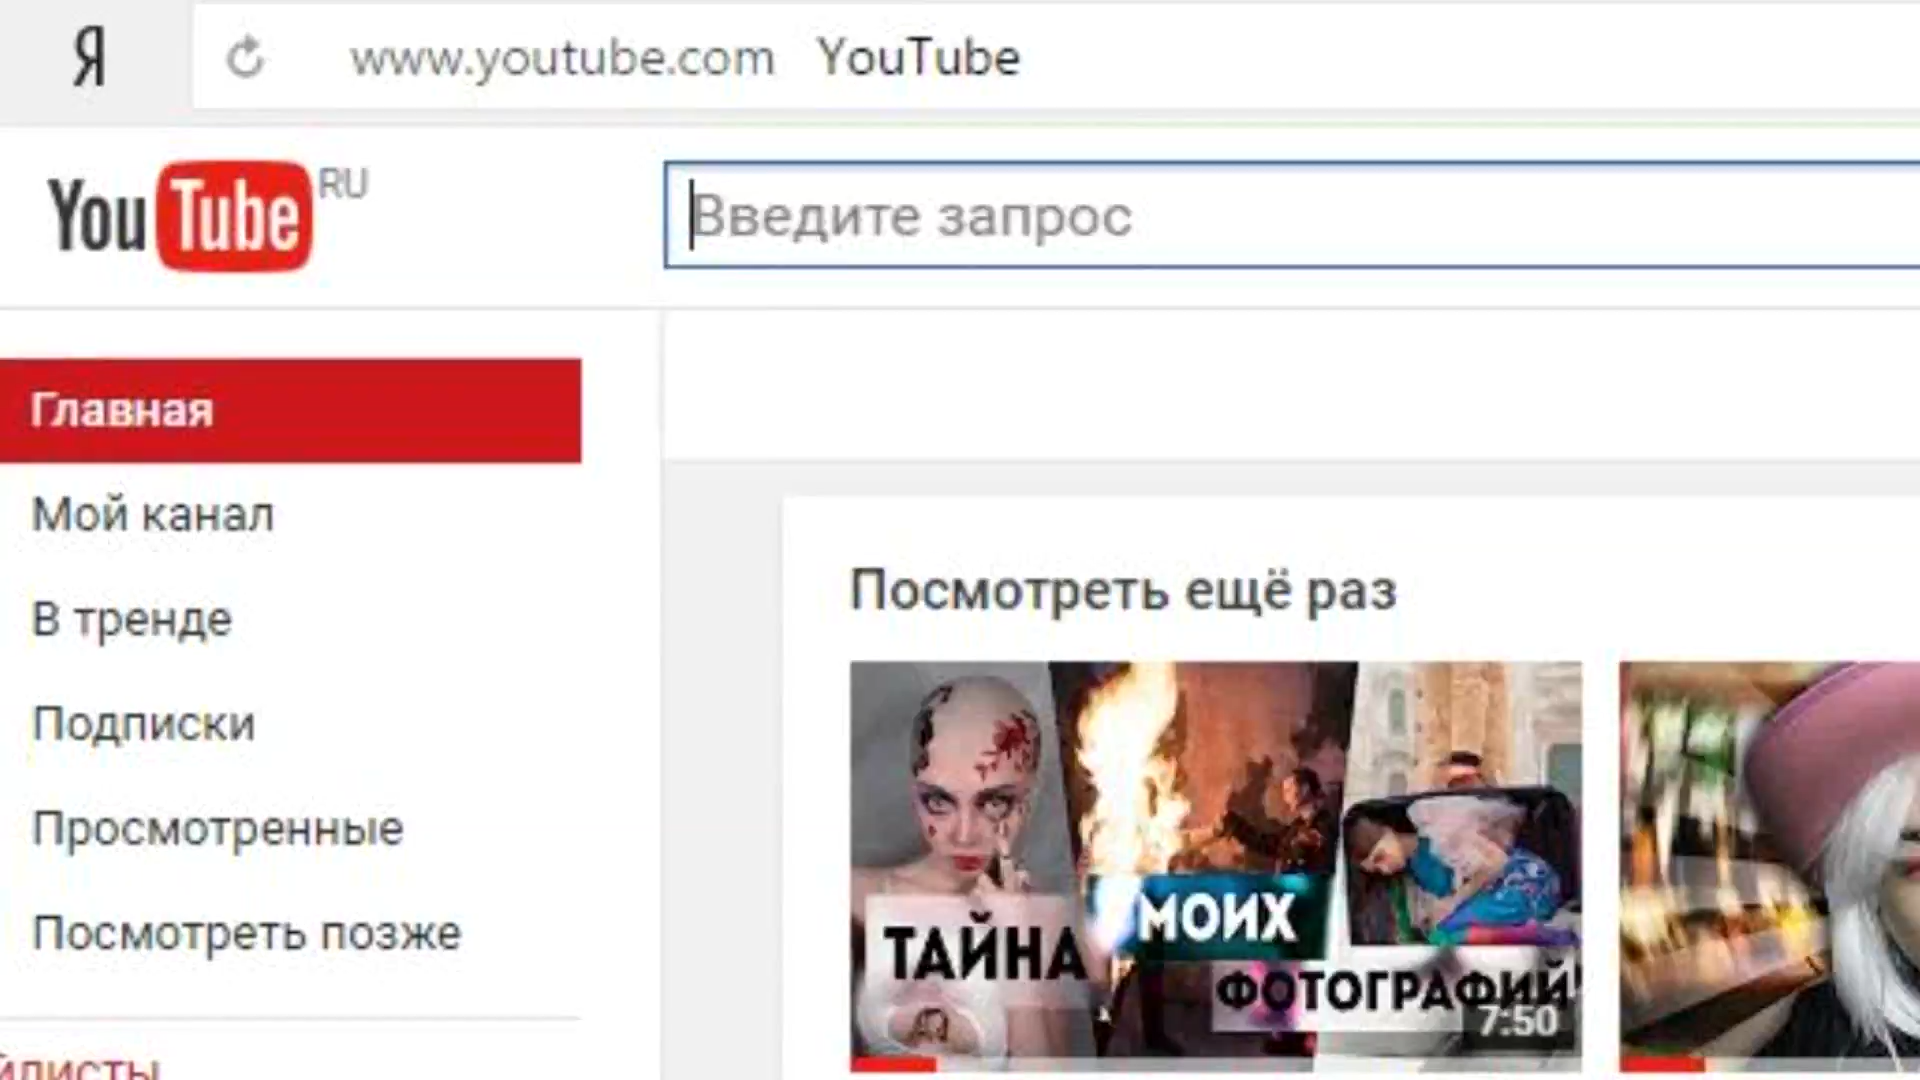 Я www.youtube.com YouTube
YouTube RU
Введите запрос
Главная
Мой канал
В тренде
Подписки
Просмотренные
Посмотреть позже
йлисты
Посмотреть ещё раз
ТАЙНА
МОИХ
ФОТОГРАФИЙ
7:50